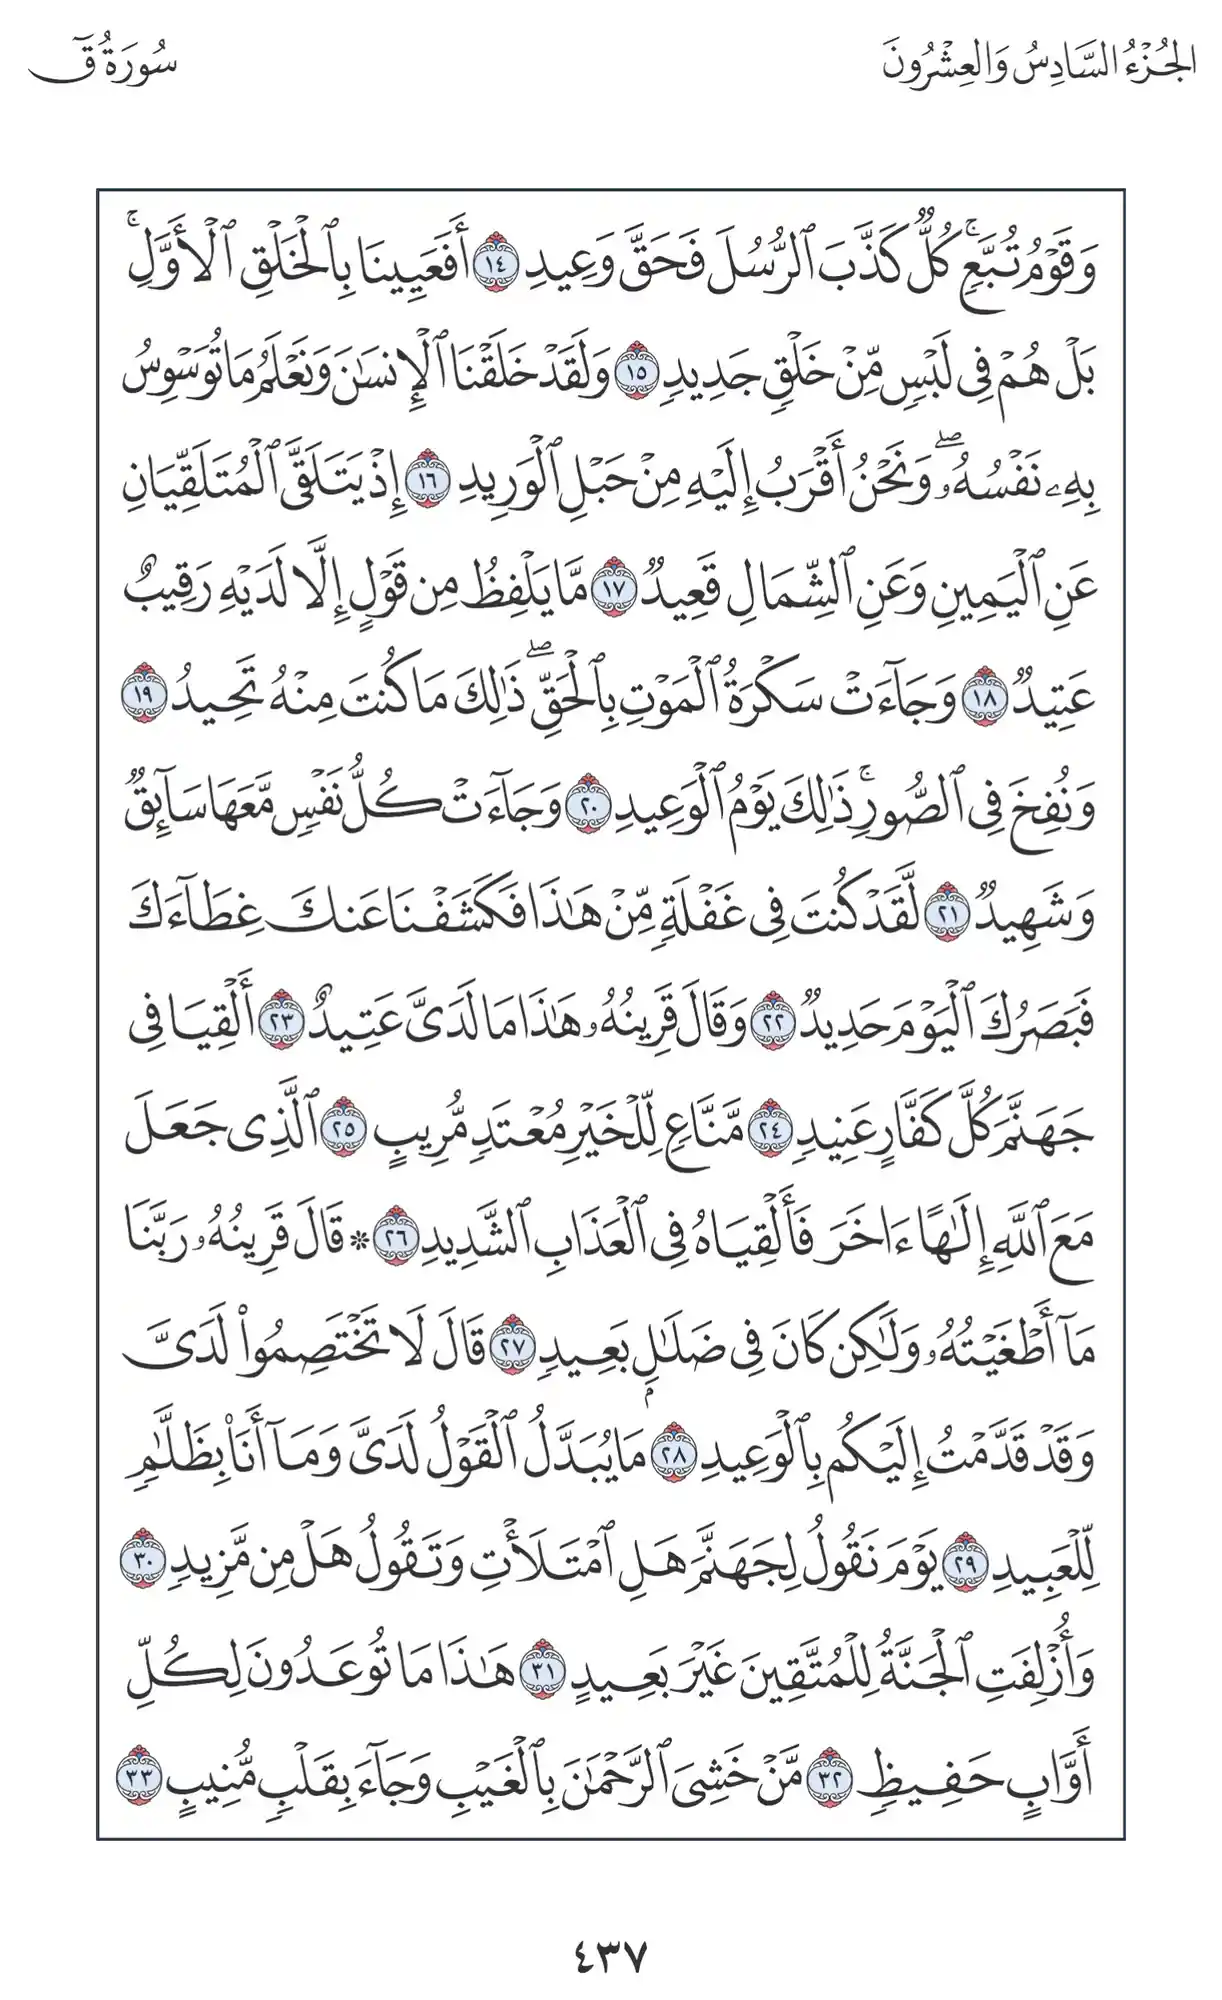 الجُزْءُ السَّادِسُ وَالعِشْرُونَ
سُورَةُ قٓ
وَقَوْمُ تُبَّعٖۚ كُلّٞ كَذَّبَ ٱلرُّسُلَ فَحَقَّ وَعِيدِ ١٤ أَفَعَيِينَا بِٱلْخَلْقِ ٱلْأَوَّلِۚ
بَلْ هُمْ فِي لَبْسٖ مِّنْ خَلْقٖ جَدِيدٖ ١٥ وَلَقَدْ خَلَقْنَا ٱلْإِنسَٰنَ وَنَعْلَمُ مَا تُوَسْوِسُ
بِهِۦ نَفْسُهُۥۖ وَنَحْنُ أَقْرَبُ إِلَيْهِ مِنْ حَبْلِ ٱلْوَرِيدِ ١٦ إِذْ يَتَلَقَّى ٱلْمُتَلَقِّيَانِ
عَنِ ٱلْيَمِينِ وَعَنِ ٱلشِّمَالِ قَعِيدٞ ١٧ مَّا يَلْفِظُ مِن قَوْلٍ إِلَّا لَدَيْهِ رَقِيبٌ
عَتِيدٞ ١٨ وَجَآءَتْ سَكْرَةُ ٱلْمَوْتِ بِٱلْحَقِّۖ ذَٰلِكَ مَا كُنتَ مِنْهُ تَحِيدُ ١٩
وَنُفِخَ فِي ٱلصُّورِۚ ذَٰلِكَ يَوْمُ ٱلْوَعِيدِ ٢٠ وَجَآءَتْ كُلُّ نَفْسٖ مَّعَهَا سَآئِقٞ
وَشَهِيدٞ ٢١ لَّقَدْ كُنتَ فِي غَفْلَةٖ مِّنْ هَٰذَا فَكَشَفْنَا عَنكَ غِطَآءَكَ
فَبَصَرُكَ ٱلْيَوْمَ حَدِيدٞ ٢٢ وَقَالَ قَرِينُهُۥ هَٰذَا مَا لَدَيَّ عَتِيدٌ ٢٣ أَلْقِيَا فِي
جَهَنَّمَ كُلَّ كَفَّارٍ عَنِيدٖ ٢٤ مَّنَّاعٖ لِّلْخَيْرِ مُعْتَدٖ مُّرِيبٍ ٢٥ ٱلَّذِي جَعَلَ
مَعَ ٱللَّهِ إِلَٰهًا ءَاخَرَ فَأَلْقِيَاهُ فِي ٱلْعَذَابِ ٱلشَّدِيدِ ٢٦ ۞ قَالَ قَرِينُهُۥ رَبَّنَا
مَآ أَطْغَيْتُهُۥ وَلَٰكِن كَانَ فِي ضَلَٰلِۭ بَعِيدٖ ٢٧ قَالَ لَا تَخْتَصِمُوا۟ لَدَيَّ
وَقَدْ قَدَّمْتُ إِلَيْكُم بِٱلْوَعِيدِ ٢٨ مَا يُبَدَّلُ ٱلْقَوْلُ لَدَيَّ وَمَآ أَنَا۠ بِظَلَّٰمٖ
لِّلْعَبِيدِ ٢٩ يَوْمَ نَقُولُ لِجَهَنَّمَ هَلِ ٱمْتَلَأْتِ وَتَقُولُ هَلْ مِن مَّزِيدٖ ٣٠
وَأُزْلِفَتِ ٱلْجَنَّةُ لِلْمُتَّقِينَ غَيْرَ بَعِيدٍ ٣١ هَٰذَا مَا تُوعَدُونَ لِكُلِّ
أَوَّابٍ حَفِيظٖ ٣٢ مَّنْ خَشِيَ ٱلرَّحْمَٰنَ بِٱلْغَيْبِ وَجَآءَ بِقَلْبٖ مُّنِيبٍ ٣٣
٤٣٧